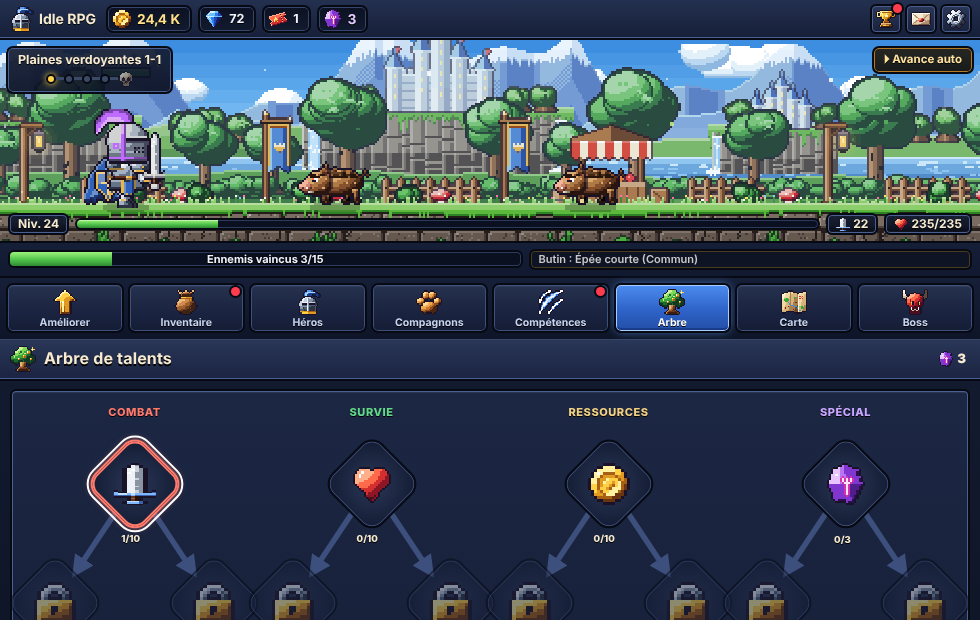 Idle RPG
24,4 K
72
1
3
Plaines verdoyantes 1-1
Avance auto
Niv. 24
22
235/235
Ennemis vaincus 3/15
Butin : Épée courte (Commun)
Améliorer
Inventaire
Héros
Compagnons
Compétences
Arbre
Carte
Boss
Arbre de talents
3
COMBAT
SURVIE
RESSOURCES
SPÉCIAL
1/10
0/10
0/10
0/3